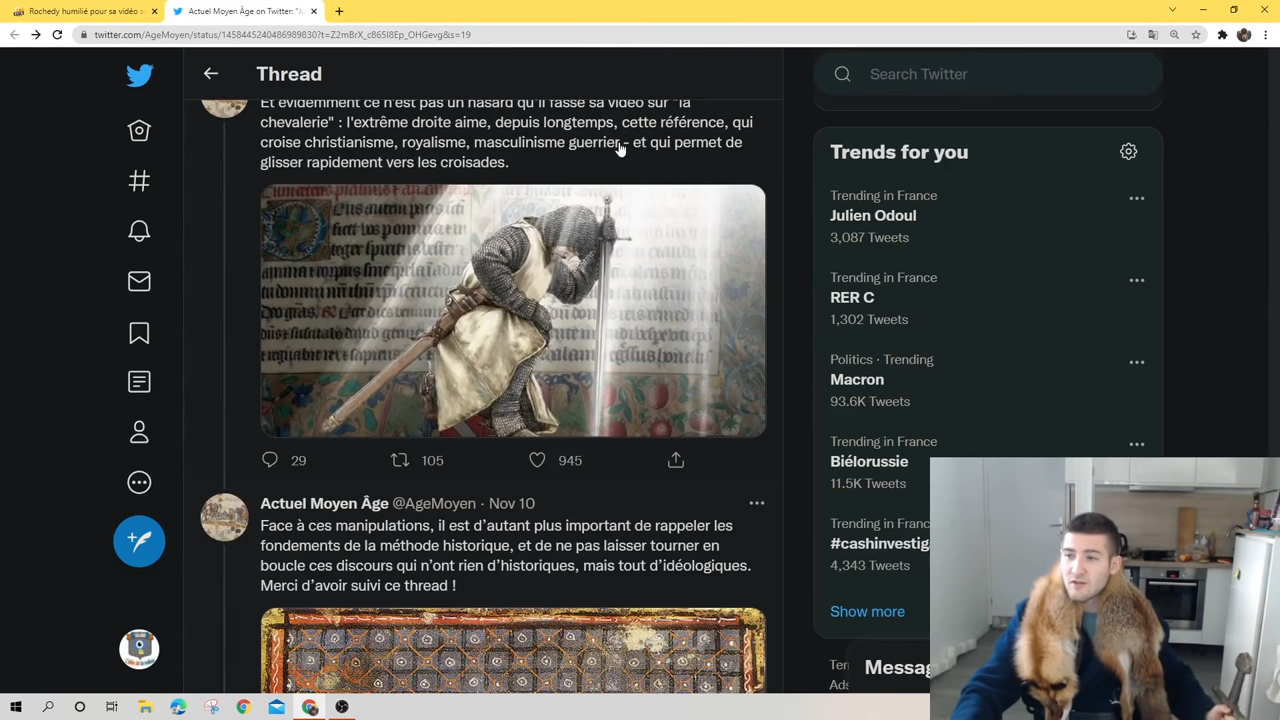 Rochedy humilié pour sa vidéo s
Actuel Moyen Âge on Twitter: "J
twitter.com/AgeMoyen/status/1458445240486989830?t=Z2mBrX_c865I8Ep_OHGevg&s=19
Thread
Search Twitter
Et évidemment ce n'est pas un hasard qu'il fasse sa vidéo sur "la
chevalerie" : l'extrême droite aime, depuis longtemps, cette référence, qui
croise christianisme, royalisme, masculinisme guerrier - et qui permet de
glisser rapidement vers les croisades.
29
105
945
Actuel Moyen Âge @AgeMoyen · Nov 10
Face à ces manipulations, il est d'autant plus important de rappeler les
fondements de la méthode historique, et de ne pas laisser tourner en
boucle ces discours qui n'ont rien d'historiques, mais tout d'idéologiques.
Merci d'avoir suivi ce thread !
Trends for you
Trending in France
Julien Odoul
3,087 Tweets
Trending in France
RER C
1,302 Tweets
Politics · Trending
Macron
93.6K Tweets
Trending in France
Biélorussie
11.5K Tweets
Trending in France
#cashinvestig
4,343 Tweets
Show more
Messag